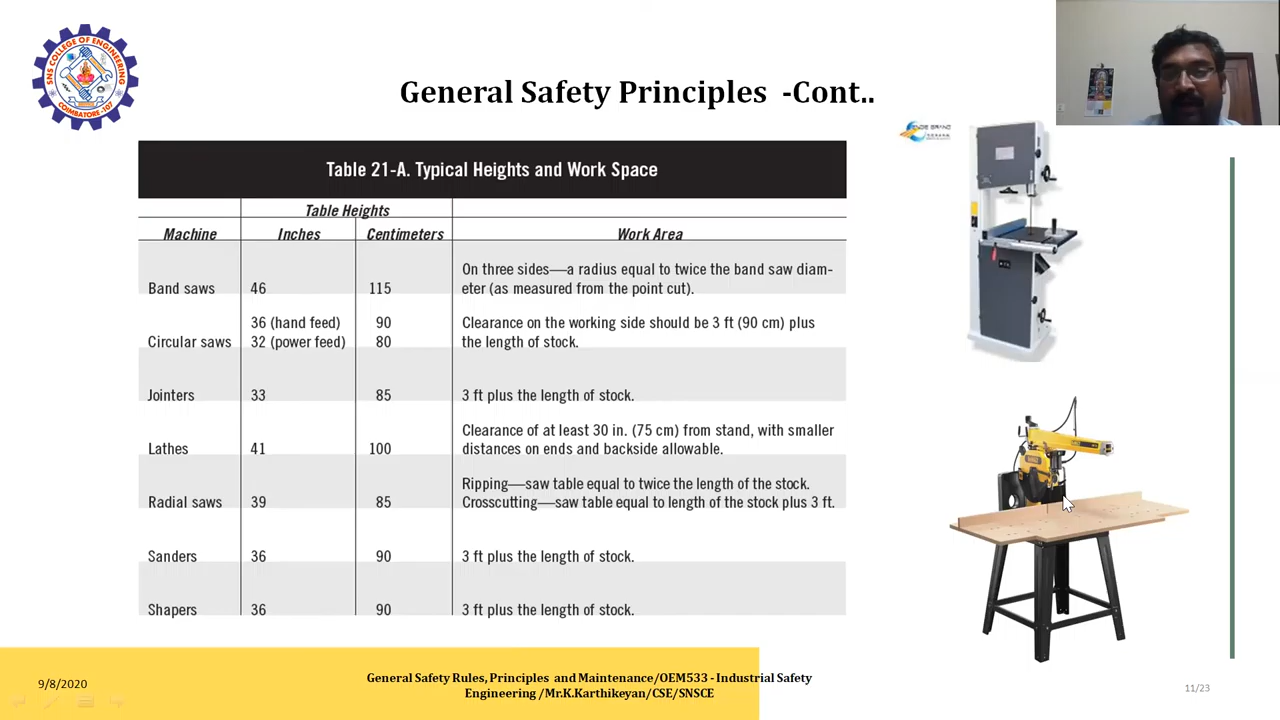 SNS COLLEGE OF ENGINEERING
COIMBATORE -107
General Safety Principles -Cont..
Table 21-A. Typical Heights and Work Space
Table Heights
Machine Inches Centimeters Work Area
Band saws 46 115 On three sides—a radius equal to twice the band saw diam-
eter (as measured from the point cut).
Circular saws 36 (hand feed) 90 Clearance on the working side should be 3 ft (90 cm) plus
32 (power feed) 80 the length of stock.
Jointers 33 85 3 ft plus the length of stock.
Lathes 41 100 Clearance of at least 30 in. (75 cm) from stand, with smaller
distances on ends and backside allowable.
Radial saws 39 85 Ripping—saw table equal to twice the length of the stock.
Crosscutting—saw table equal to length of the stock plus 3 ft.
Sanders 36 90 3 ft plus the length of stock.
Shapers 36 90 3 ft plus the length of stock.
9/8/2020
General Safety Rules, Principles and Maintenance/OEM533 - Industrial Safety
Engineering /Mr.K.Karthikeyan/CSE/SNSCE
11/23